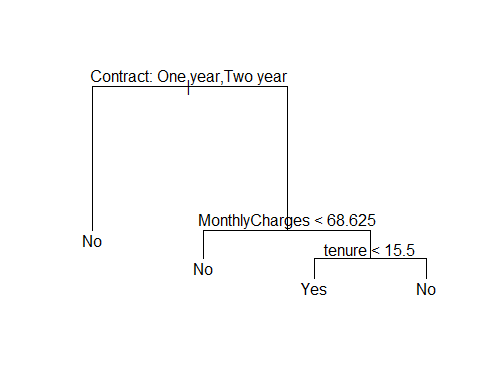 Contract: One year,Two year
MonthlyCharges < 68.625
No
tenure < 15.5
No
Yes
No